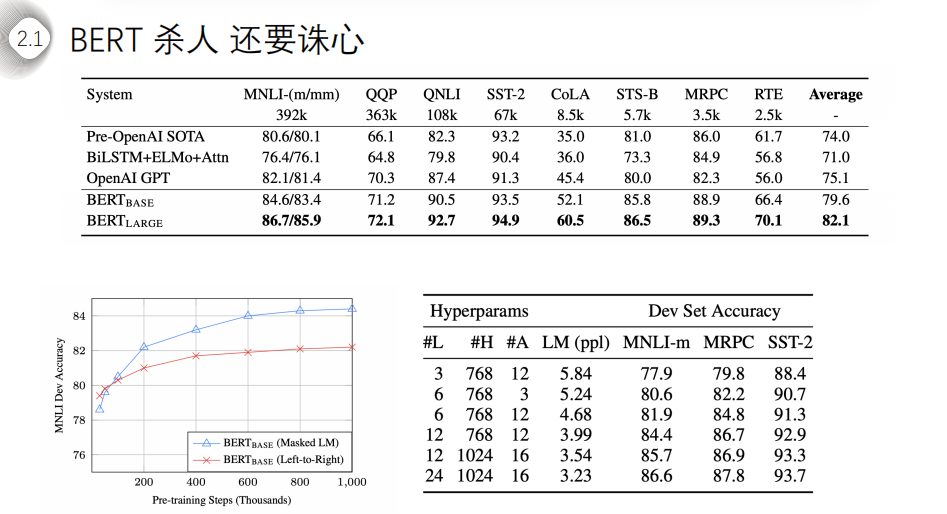 2.1 BERT 杀人 还要诛心
System MNLI-(m/mm) QQP QNLI SST-2 CoLA STS-B MRPC RTE Average
392k 363k 108k 67k 8.5k 5.7k 3.5k 2.5k -
Pre-OpenAI SOTA 80.6/80.1 66.1 82.3 93.2 35.0 81.0 86.0 61.7 74.0
BiLSTM+ELMo+Attn 76.4/76.1 64.8 79.8 90.4 36.0 73.3 84.9 56.8 71.0
OpenAI GPT 82.1/81.4 70.3 87.4 91.3 45.4 80.0 82.3 56.0 75.1
BERTBASE 84.6/83.4 71.2 90.5 93.5 52.1 85.8 88.9 66.4 79.6
BERTLARGE 86.7/85.9 72.1 92.7 94.9 60.5 86.5 89.3 70.1 82.1
84
82
80
78
76
MNLI Dev Accuracy
BERTBASE (Masked LM)
BERTBASE (Left-to-Right)
200 400 600 800 1,000
Pre-training Steps (Thousands)
Hyperparams Dev Set Accuracy
#L #H #A LM (ppl) MNLI-m MRPC SST-2
3 768 12 5.84 77.9 79.8 88.4
6 768 3 5.24 80.6 82.2 90.7
6 768 12 4.68 81.9 84.8 91.3
12 768 12 3.99 84.4 86.7 92.9
12 1024 16 3.54 85.7 86.9 93.3
24 1024 16 3.23 86.6 87.8 93.7